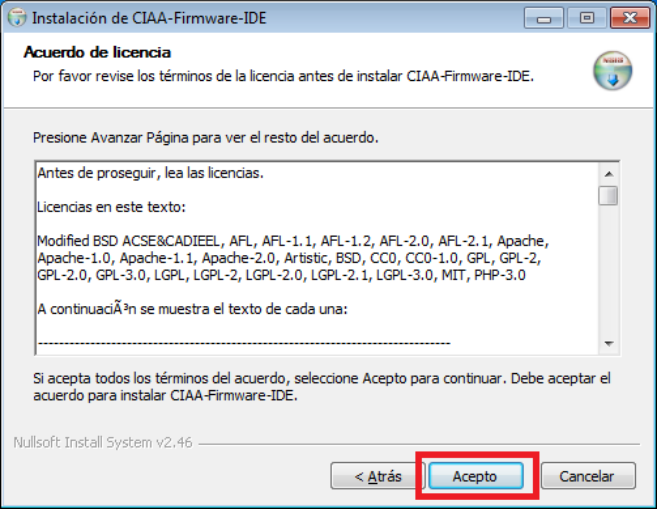 Instalación de CIAA-Firmware-IDE
Acuerdo de licencia
Por favor revise los términos de la licencia antes de instalar CIAA-Firmware-IDE.
Presione Avanzar Página para ver el resto del acuerdo.
Antes de proseguir, lea las licencias.
Licencias en este texto:
Modified BSD ACSE&CADIEEL, AFL, AFL-1.1, AFL-1.2, AFL-2.0, AFL-2.1, Apache,
Apache-1.0, Apache-1.1, Apache-2.0, Artistic, BSD, CC0, CC0-1.0, GPL, GPL-2,
GPL-2.0, GPL-3.0, LGPL, LGPL-2, LGPL-2.0, LGPL-2.1, LGPL-3.0, MIT, PHP-3.0
A continuaciÃ³n se muestra el texto de cada una:
--------------------------------------------------------------------------------
Si acepta todos los términos del acuerdo, seleccione Acepto para continuar. Debe aceptar el
acuerdo para instalar CIAA-Firmware-IDE.
Nullsoft Install System v2.46
< Atrás
Acepto
Cancelar